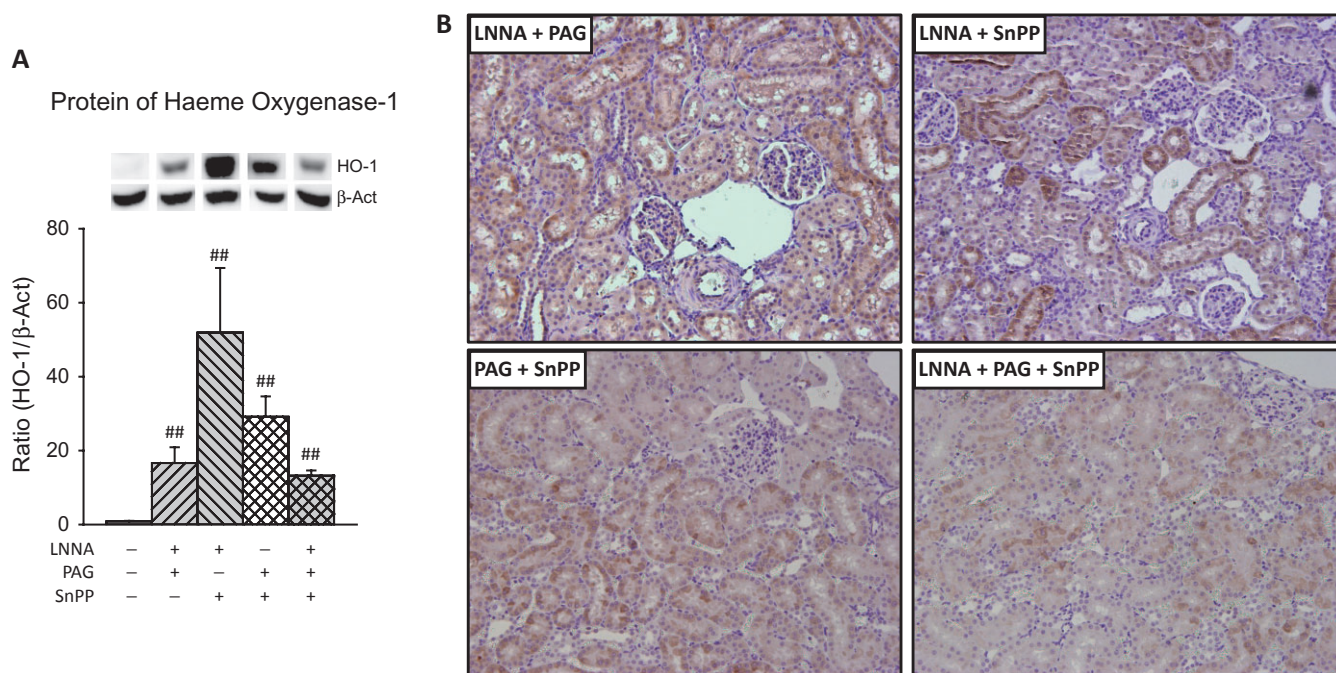 A
Protein of Haeme Oxygenase-1
HO-1
β-Act
Ratio (HO-1/β-Act)
80
60
40
20
0
##
##
##
##
LNNA – + + – +
PAG – + – + +
SnPP – – + + +
B
LNNA + PAG
LNNA + SnPP
PAG + SnPP
LNNA + PAG + SnPP